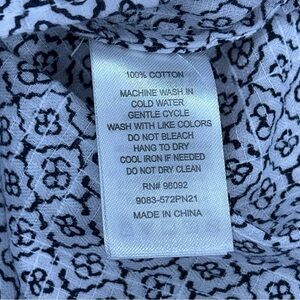 100% COTTON
MACHINE WASH IN
COLD WATER
GENTLE CYCLE
WASH WITH LIKE COLORS
DO NOT BLEACH
HANG TO DRY
COOL IRON IF NEEDED
DO NOT DRY CLEAN
RN# 96092
9083-572PN21
MADE IN CHINA